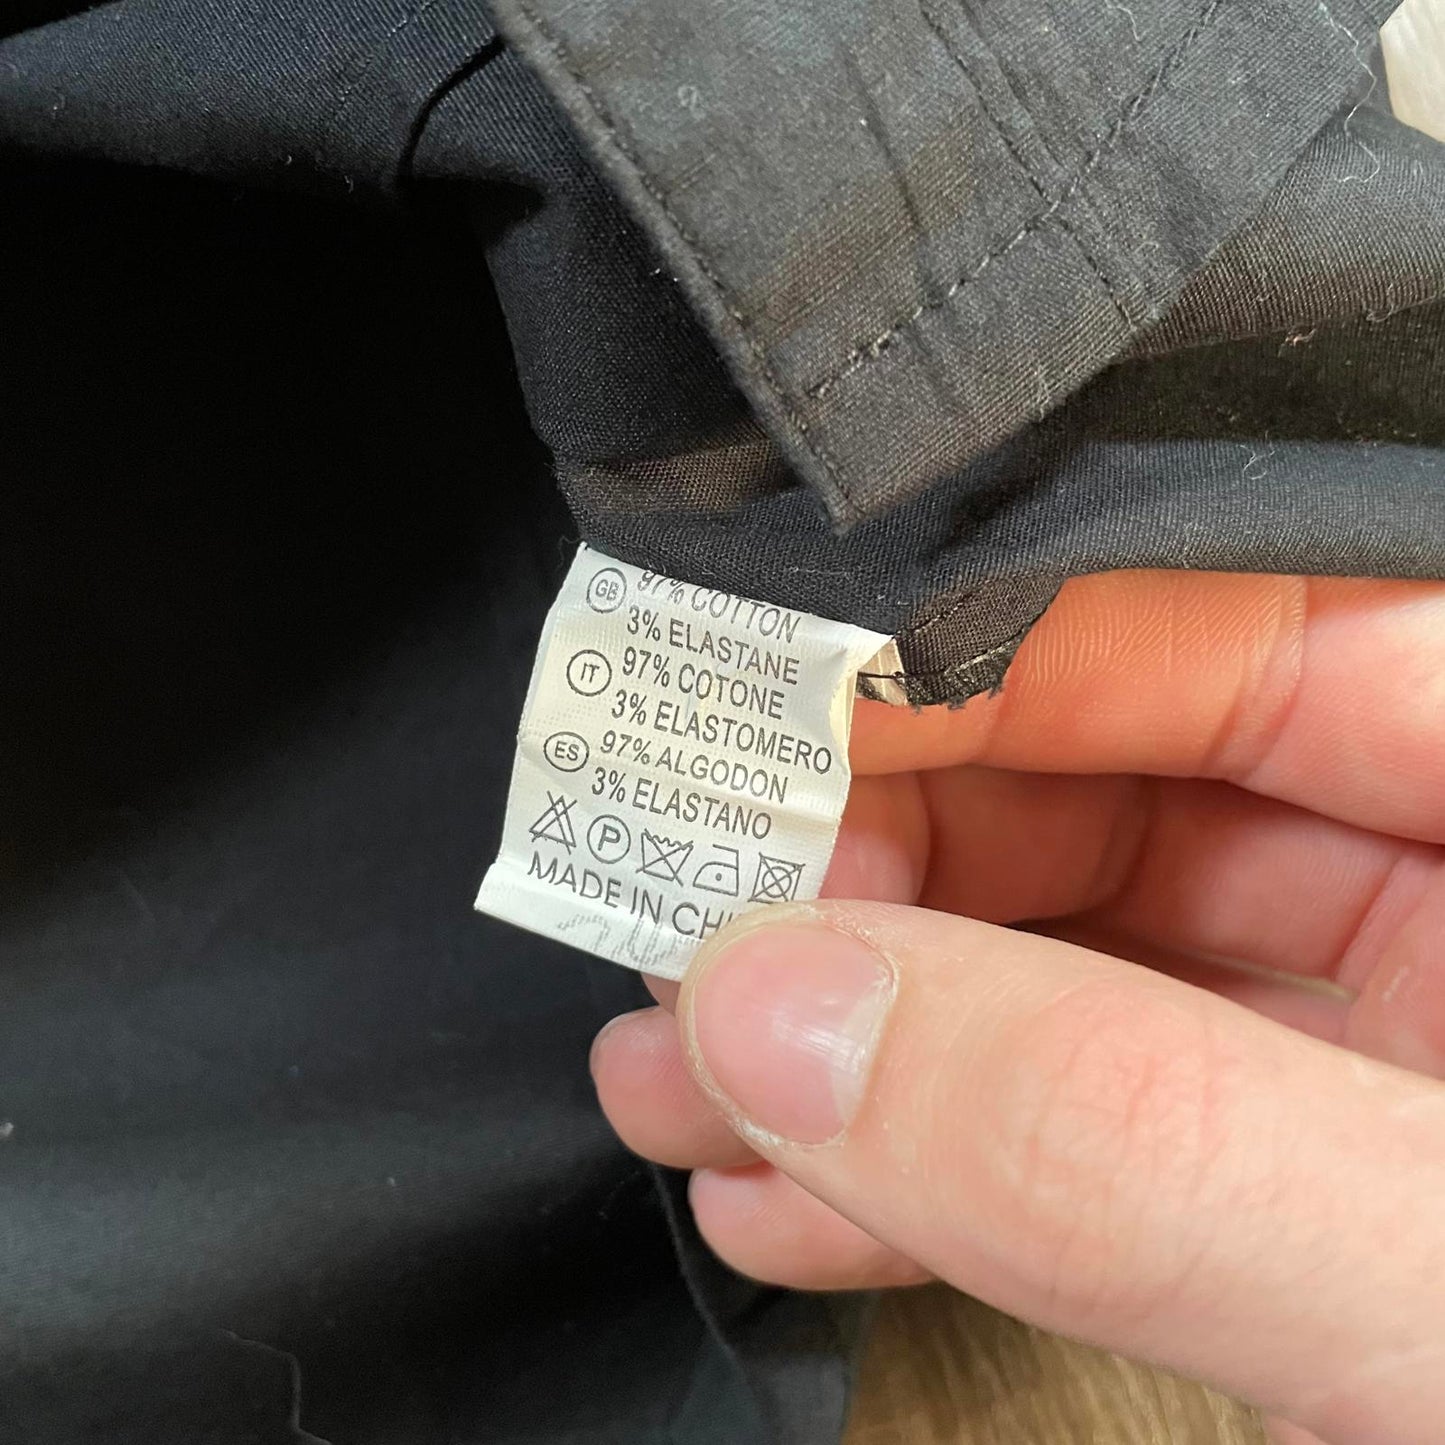 GB 97% COTTON
3% ELASTANE
IT 97% COTONE
3% ELASTOMERO
ES 97% ALGODON
3% ELASTANO
P
MADE IN